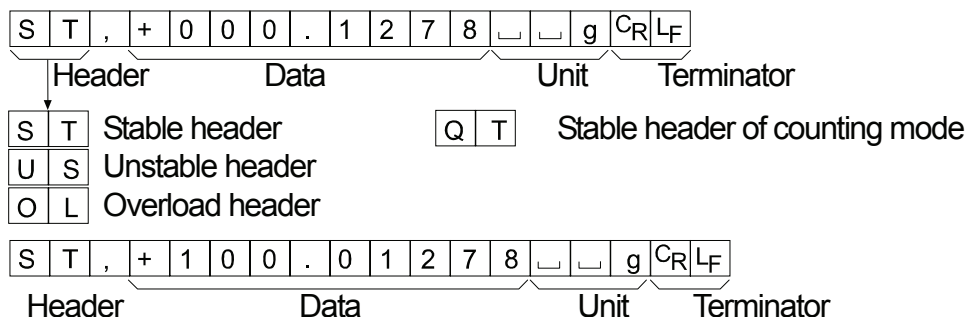 S T , + 0 0 0 . 1 2 7 8 ␣ ␣ g CR LF
Header Data Unit Terminator
S T Stable header Q T Stable header of counting mode
U S Unstable header
O L Overload header
S T , + 1 0 0 . 0 1 2 7 8 ␣ ␣ g CR LF
Header Data Unit Terminator